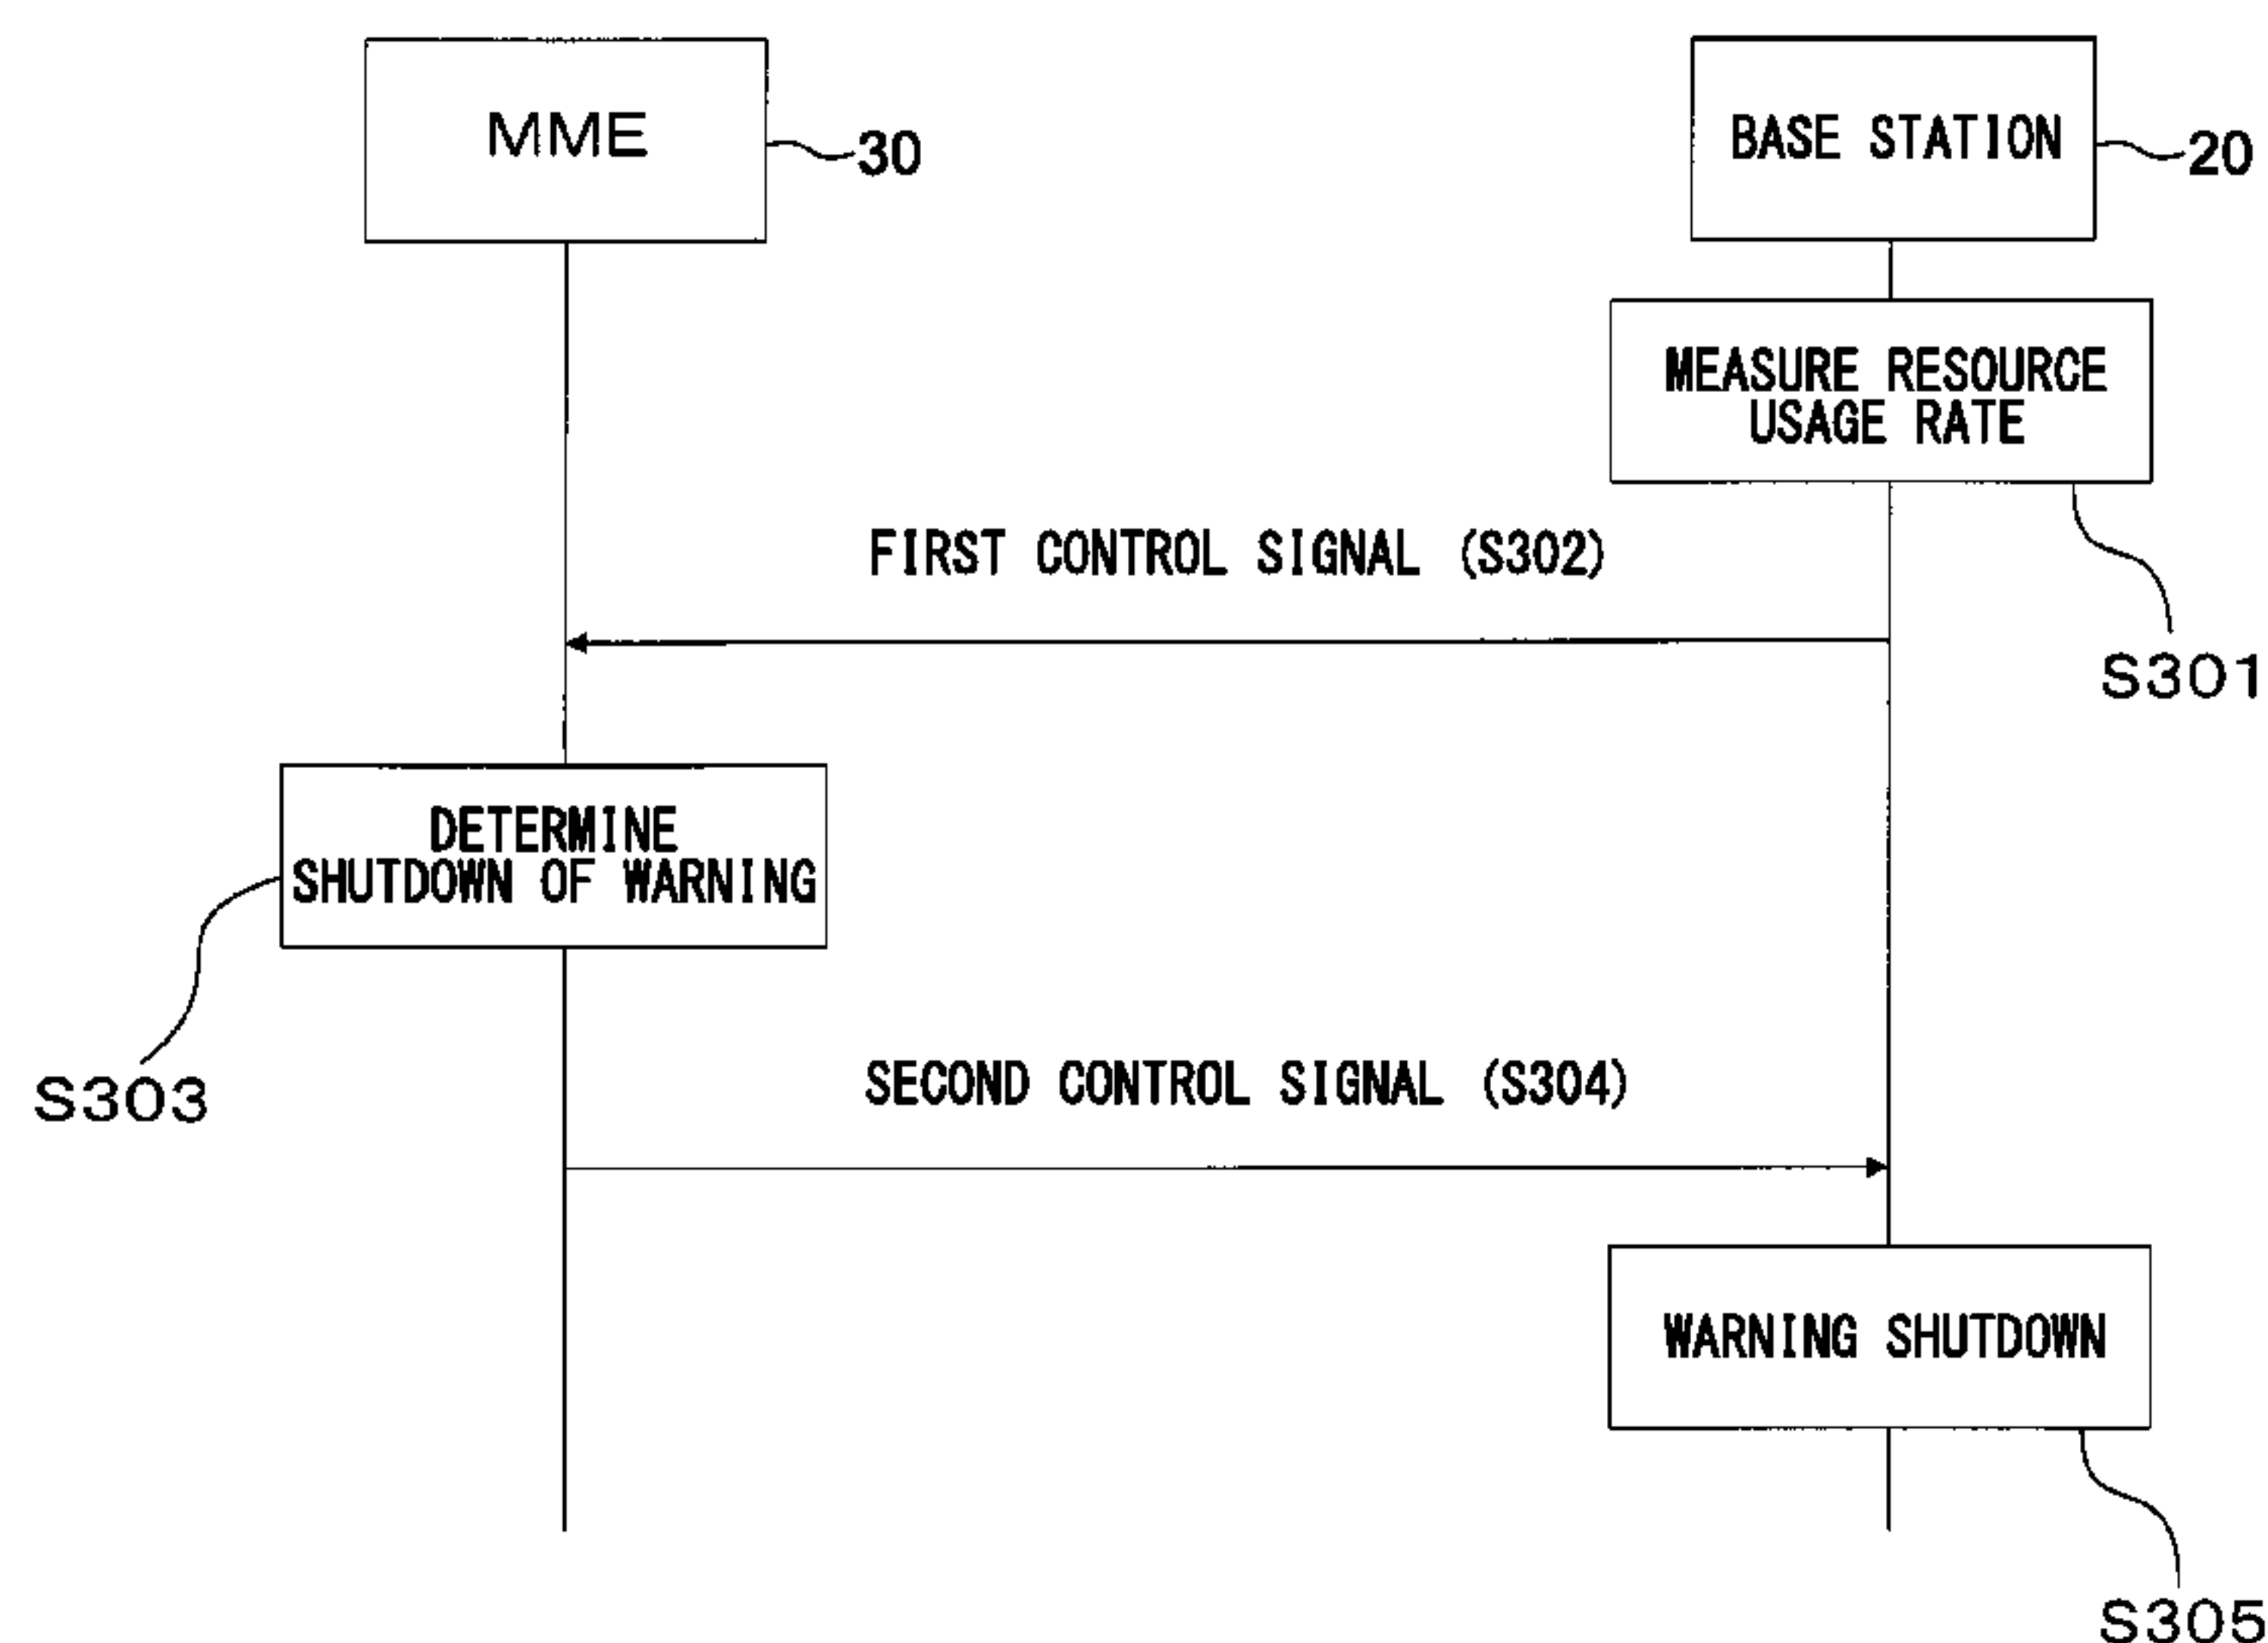 MME
30
BASE STATION
20
MEASURE RESOURCE
USAGE RATE
S301
FIRST CONTROL SIGNAL (S302)
DETERMINE
SHUTDOWN OF WARNING
S303
SECOND CONTROL SIGNAL (S304)
WARNING SHUTDOWN
S305